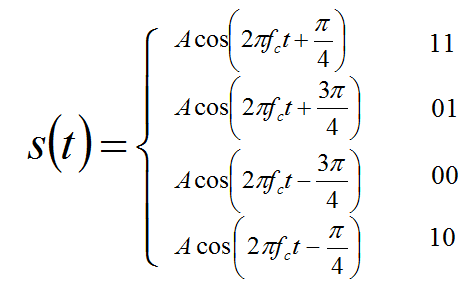 A cos(2πf_c t + π/4) 11
A cos(2πf_c t + 3π/4) 01
s(t) = {
A cos(2πf_c t − 3π/4) 00
A cos(2πf_c t − π/4) 10